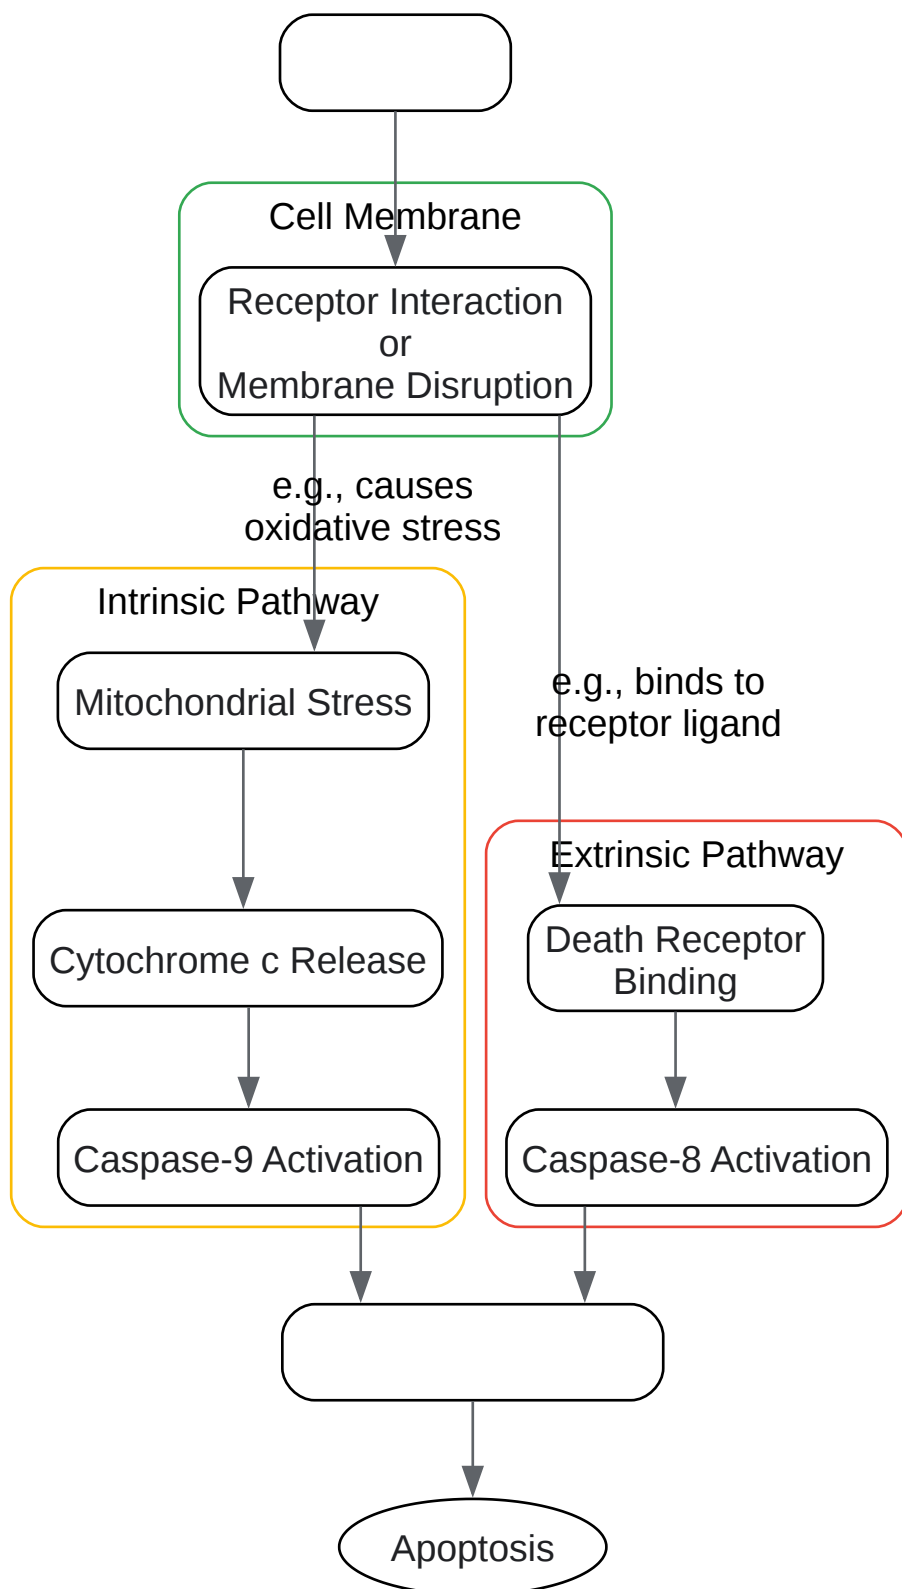 Cell Membrane
Receptor Interaction
or
Membrane Disruption
e.g., causes
oxidative stress
Intrinsic Pathway
Mitochondrial Stress
e.g., binds to
receptor ligand
Extrinsic Pathway
Cytochrome c Release
Death Receptor
Binding
Caspase-9 Activation
Caspase-8 Activation
Apoptosis